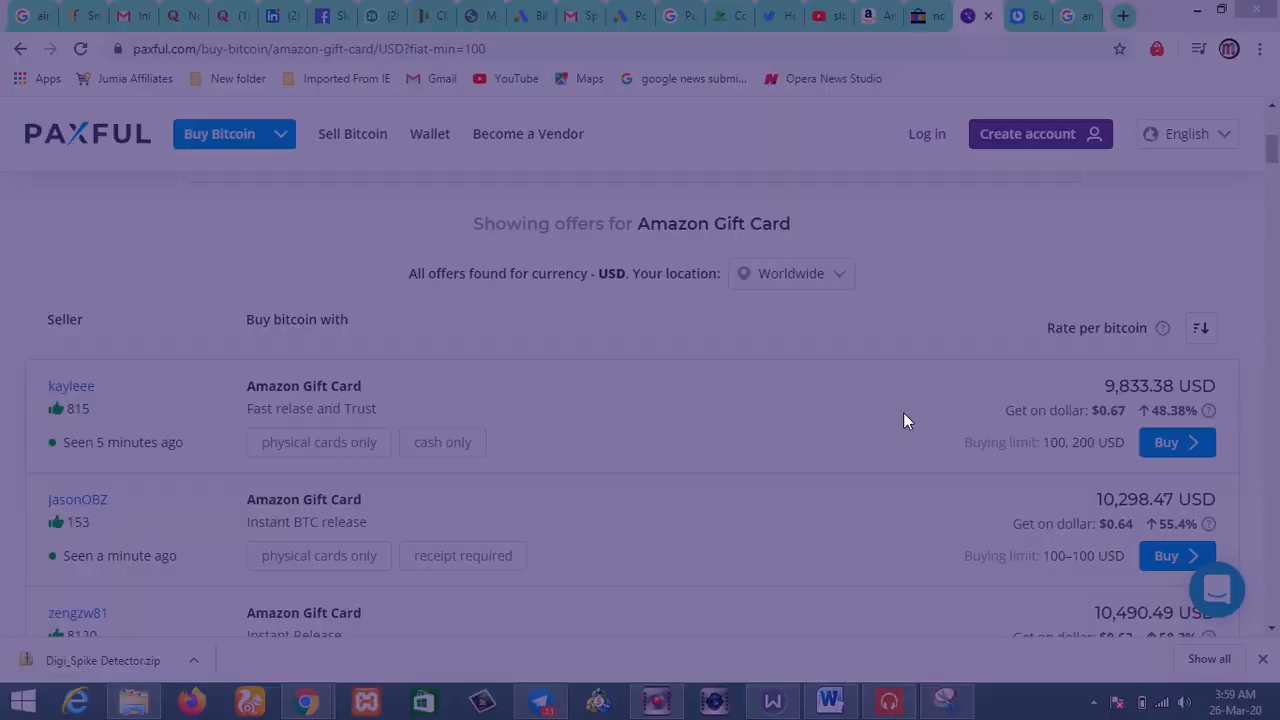 paxful.com/buy-bitcoin/amazon-gift-card/USD?fiat-min=100
Apps Jumia Affiliates New folder Imported From IE Gmail YouTube Maps google news submi... Opera News Studio
PAXFUL Buy Bitcoin Sell Bitcoin Wallet Become a Vendor Log in Create account English
Showing offers for Amazon Gift Card
All offers found for currency - USD. Your location: Worldwide
Seller Buy bitcoin with Rate per bitcoin
kayleee Amazon Gift Card 9,833.38 USD
815 Fast relase and Trust Get on dollar: $0.67 48.38%
Seen 5 minutes ago physical cards only cash only Buying limit: 100, 200 USD Buy
JasonOBZ Amazon Gift Card 10,298.47 USD
153 Instant BTC release Get on dollar: $0.64 55.4%
Seen a minute ago physical cards only receipt required Buying limit: 100–100 USD Buy
zengzw81 Amazon Gift Card 10,490.49 USD
8120 Instant Release
Digi_Spike Detector.zip Show all
3:59 AM
26-Mar-20